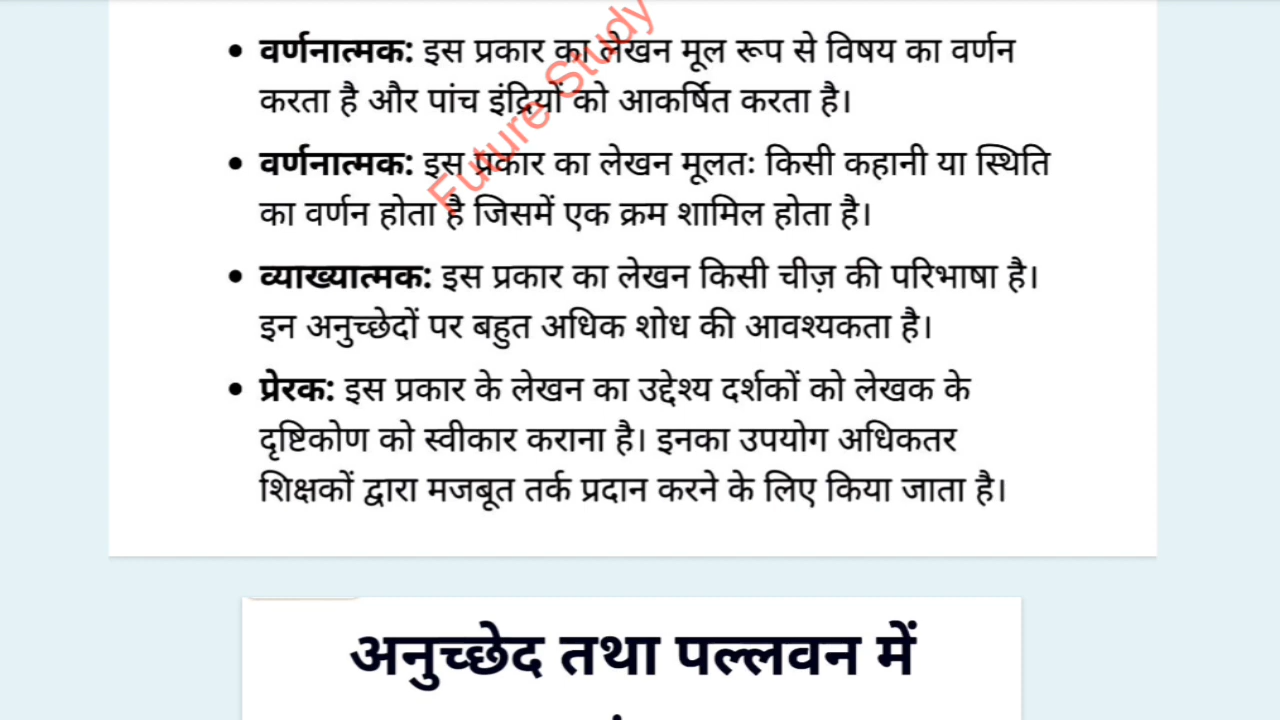 वर्णनात्मक: इस प्रकार का लेखन मूल रूप से विषय का वर्णन
करता है और पांच इंद्रियों को आकर्षित करता है।
वर्णनात्मक: इस प्रकार का लेखन मूलतः किसी कहानी या स्थिति
का वर्णन होता है जिसमें एक क्रम शामिल होता है।
व्याख्यात्मक: इस प्रकार का लेखन किसी चीज़ की परिभाषा है।
इन अनुच्छेदों पर बहुत अधिक शोध की आवश्यकता है।
प्रेरक: इस प्रकार के लेखन का उद्देश्य दर्शकों को लेखक के
दृष्टिकोण को स्वीकार कराना है। इनका उपयोग अधिकतर
शिक्षकों द्वारा मजबूत तर्क प्रदान करने के लिए किया जाता है।
Future Study
अनुच्छेद तथा पल्लवन में